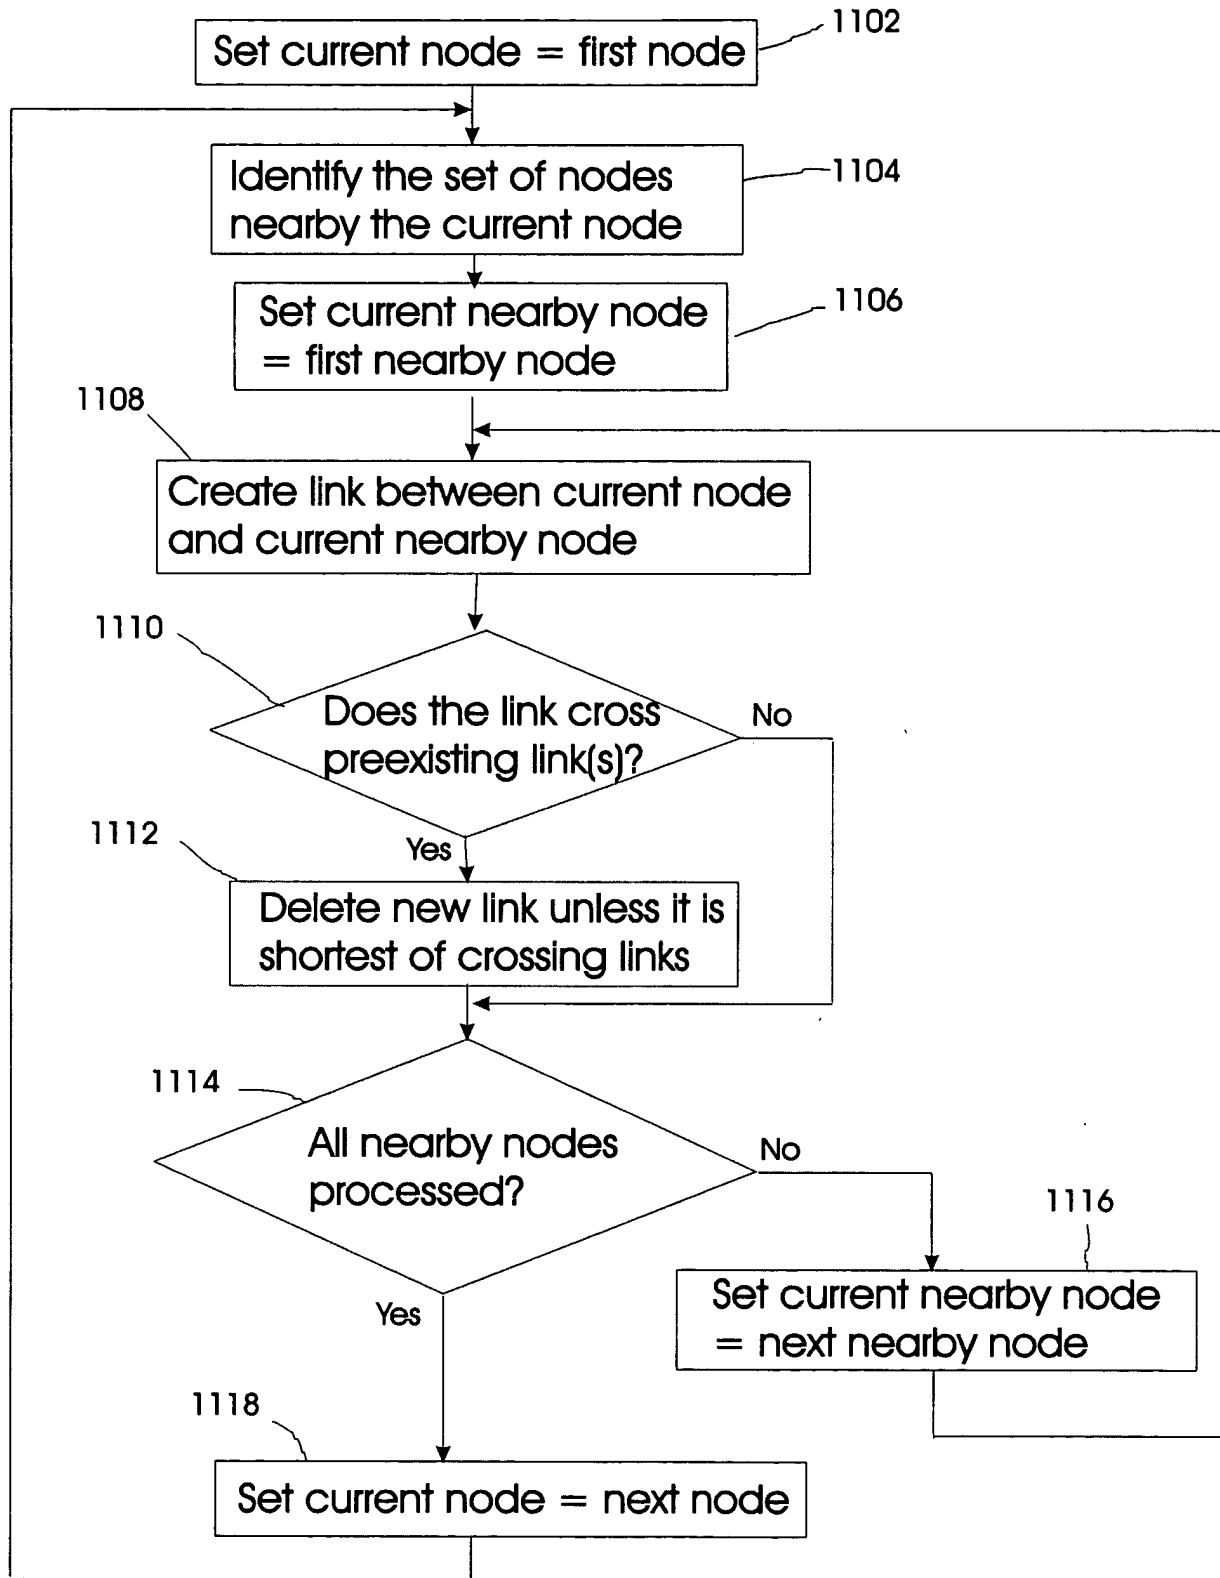 1102
Set current node = first node
1104
Identify the set of nodes
nearby the current node
1106
Set current nearby node
= first nearby node
1108
Create link between current node
and current nearby node
1110
Does the link cross
preexisting link(s)?
No
Yes
1112
Delete new link unless it is
shortest of crossing links
1114
All nearby nodes
processed?
No
Yes
1116
Set current nearby node
= next nearby node
1118
Set current node = next node